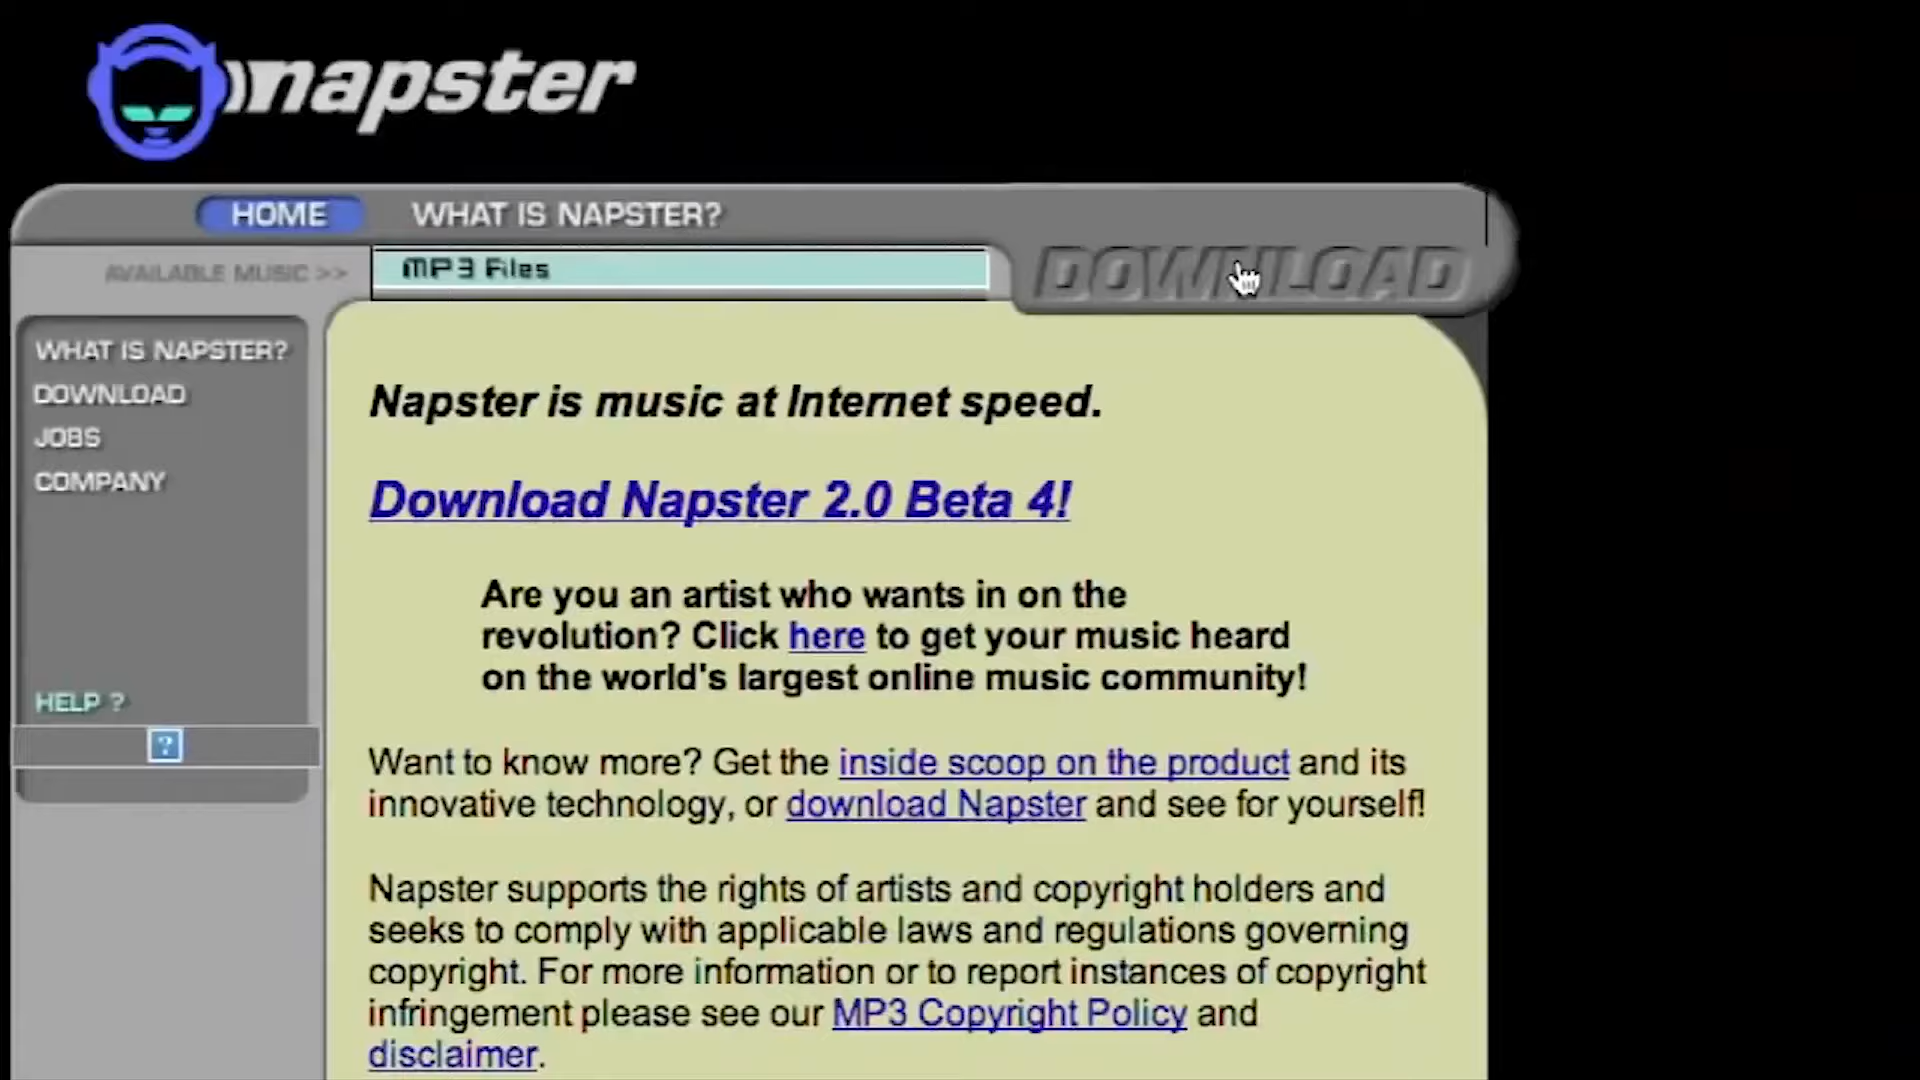 napster
HOME WHAT IS NAPSTER?
AVAILABLE MUSIC >> MP3 Files DOWNLOAD
WHAT IS NAPSTER?
DOWNLOAD
JOBS
COMPANY
HELP ?
?
Napster is music at Internet speed.
Download Napster 2.0 Beta 4!
Are you an artist who wants in on the
revolution? Click here to get your music heard
on the world's largest online music community!
Want to know more? Get the inside scoop on the product and its
innovative technology, or download Napster and see for yourself!
Napster supports the rights of artists and copyright holders and
seeks to comply with applicable laws and regulations governing
copyright. For more information or to report instances of copyright
infringement please see our MP3 Copyright Policy and
disclaimer.